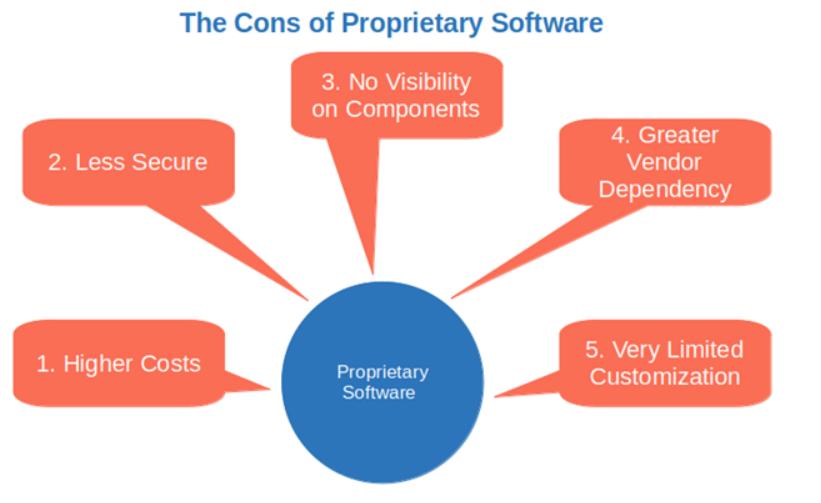 The Cons of Proprietary Software
3. No Visibility
on Components
2. Less Secure
4. Greater
Vendor
Dependency
1. Higher Costs
Proprietary
Software
5. Very Limited
Customization